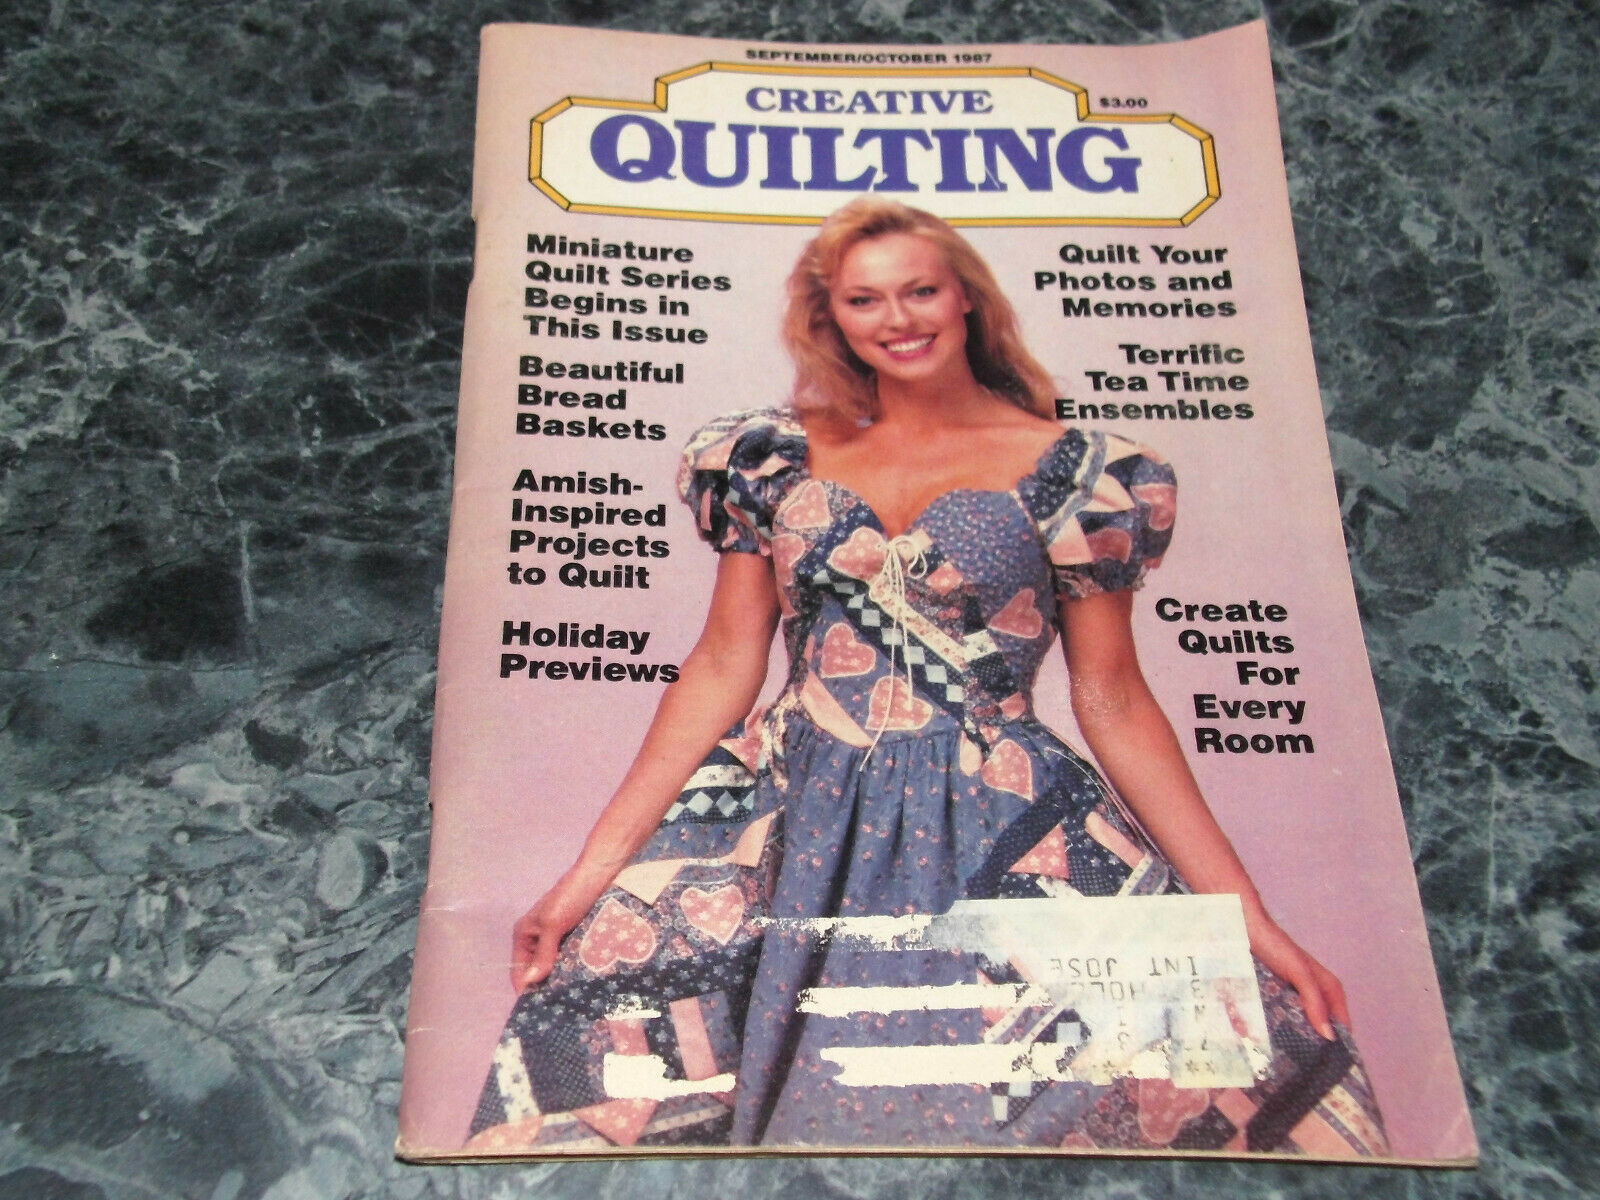 SEPTEMBER/OCTOBER 1987
CREATIVE
$3.00
QUILTING
Miniature
Quilt Series
Begins in
This Issue
Beautiful
Bread
Baskets
Amish-
Inspired
Projects
to Quilt
Holiday
Previews
Quilt Your
Photos and
Memories
Terrific
Tea Time
Ensembles
Create
Quilts
For
Every
Room
INT JOSE